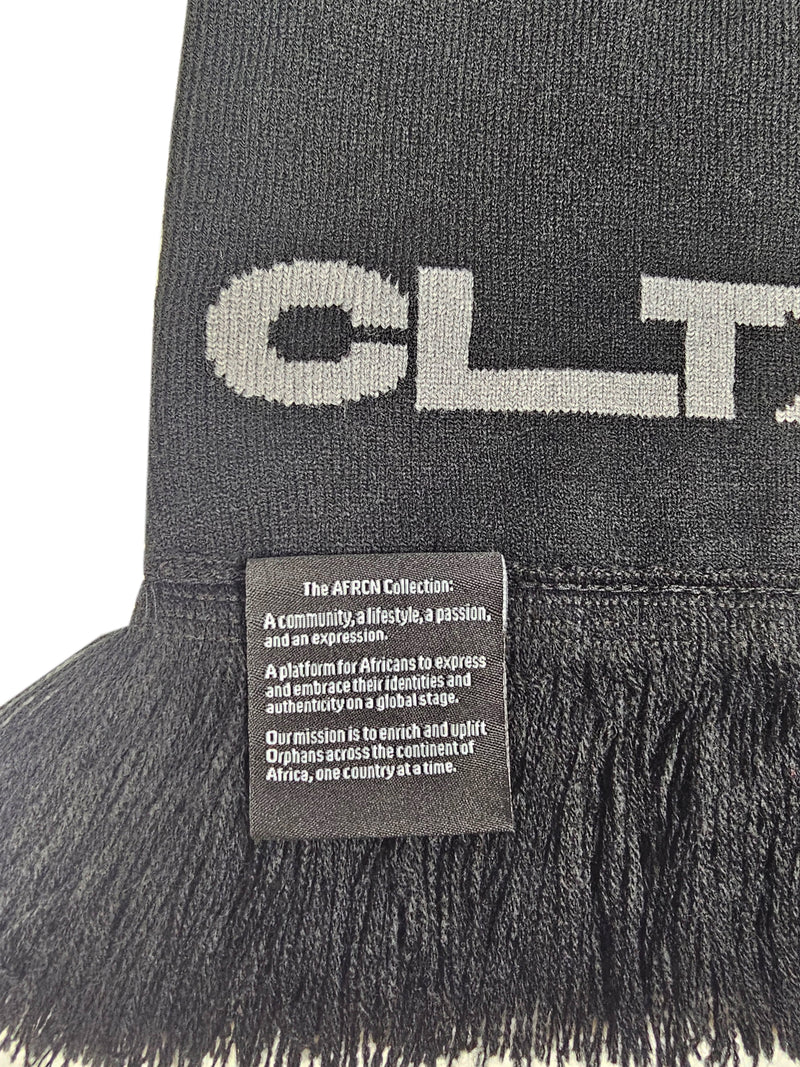 CLT
The AFRCN Collection:
A community, a lifestyle, a passion,
and an expression.
A platform for Africans to express
and embrace their identities and
authenticity on a global stage.
Our mission is to enrich and uplift
Orphans across the continent of
Africa, one country at a time.